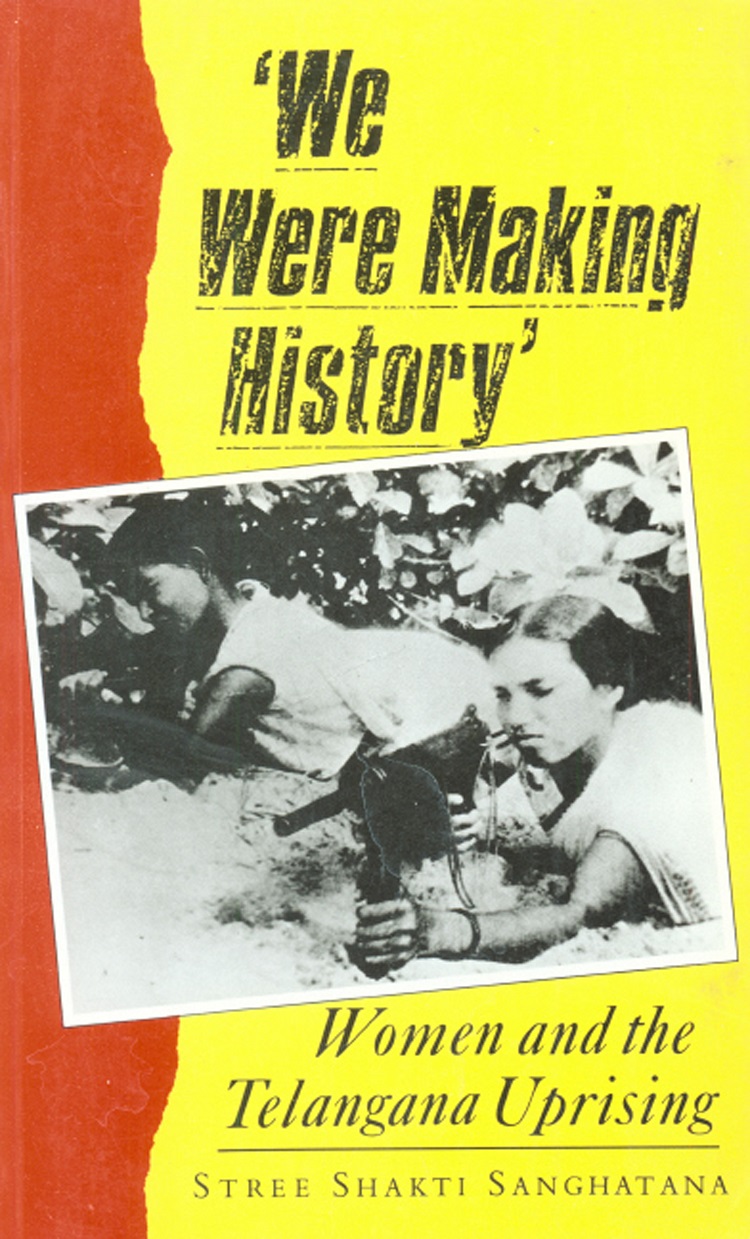 ‘We
Were Making
History’
Women and the
Telangana Uprising
STREE SHAKTI SANGHATANA